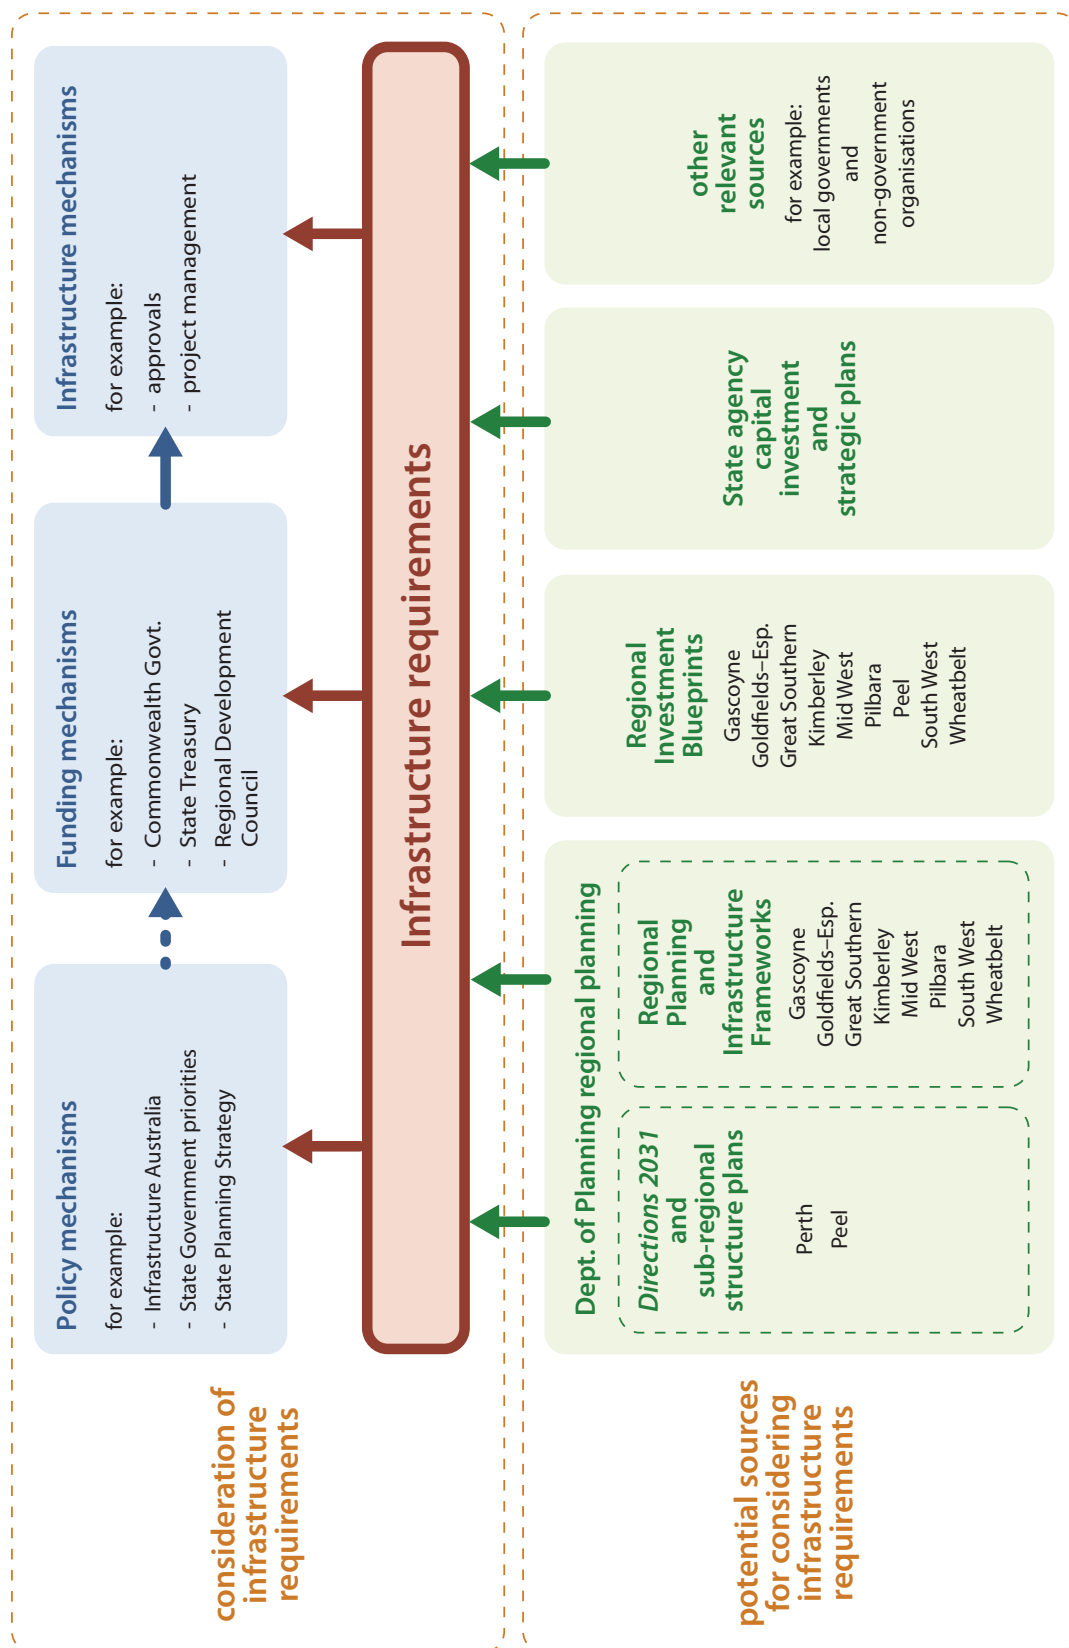 consideration of
infrastructure
requirements
Policy mechanisms
for example:
- Infrastructure Australia
- State Government priorities
- State Planning Strategy
Funding mechanisms
for example:
- Commonwealth Govt.
- State Treasury
- Regional Development
Council
Infrastructure mechanisms
for example:
- approvals
- project management
Infrastructure requirements
potential sources
for considering
infrastructure
requirements
Dept. of Planning regional planning
Directions 2031
and
sub-regional
structure plans
Perth
Peel
Regional
Planning
and
Infrastructure
Frameworks
Gascoyne
Goldfields–Esp.
Great Southern
Kimberley
Mid West
Pilbara
South West
Wheatbelt
Regional
Investment
Blueprints
Gascoyne
Goldfields–Esp.
Great Southern
Kimberley
Mid West
Pilbara
Peel
South West
Wheatbelt
State agency
capital
investment
and
strategic plans
other
relevant
sources
for example:
local governments
and
non-government
organisations